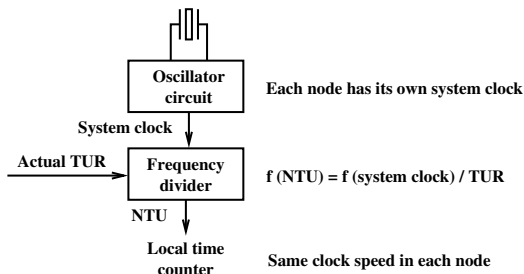 Oscillator
circuit
Each node has its own system clock
System clock
Actual TUR
Frequency
divider
f (NTU) = f (system clock) / TUR
NTU
Local time
counter
Same clock speed in each node